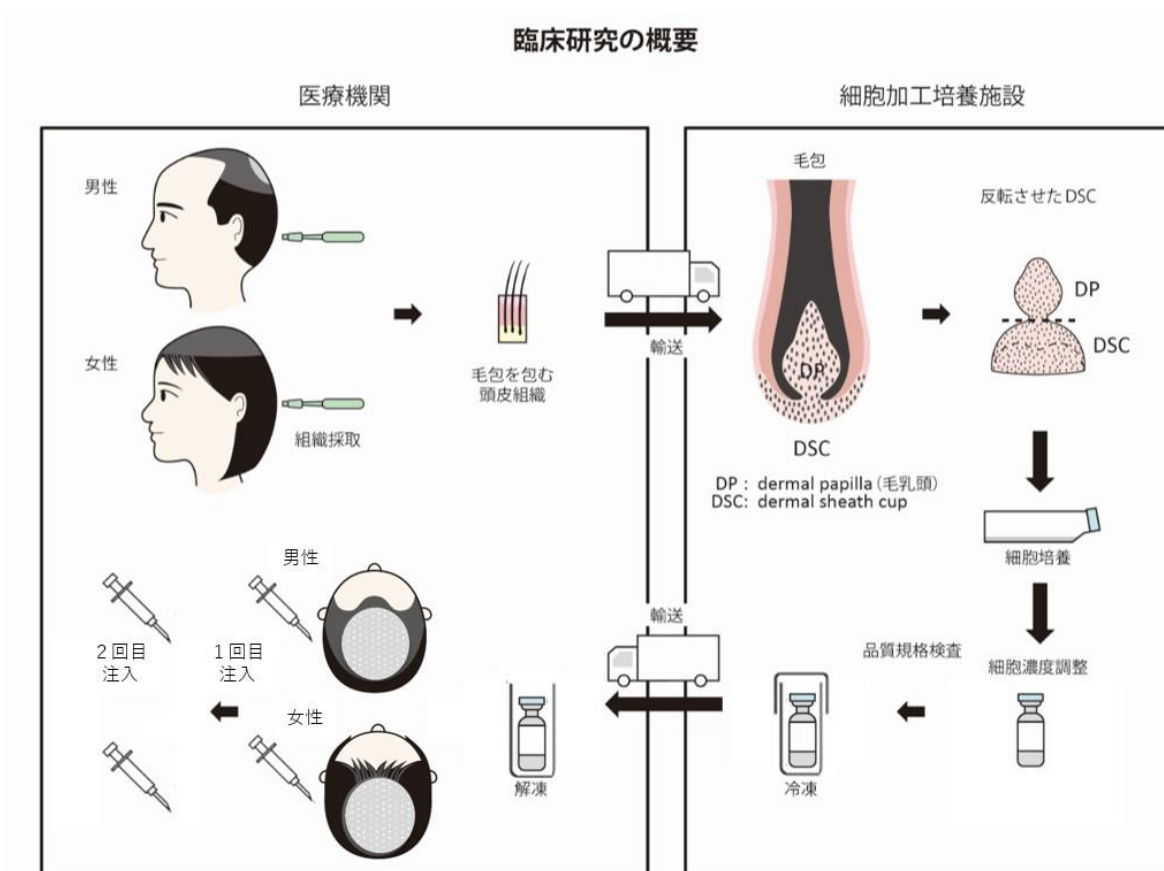 臨床研究の概要
医療機関
細胞加工培養施設
男性
女性
組織採取
毛包を包む
頭皮組織
輸送
毛包
DP
DSC
DP： dermal papilla（毛乳頭）
DSC: dermal sheath cup
反転させたDSC
DP
DSC
細胞培養
細胞濃度調整
品質規格検査
冷凍
輸送
解凍
男性
1回目
注入
女性
2回目
注入